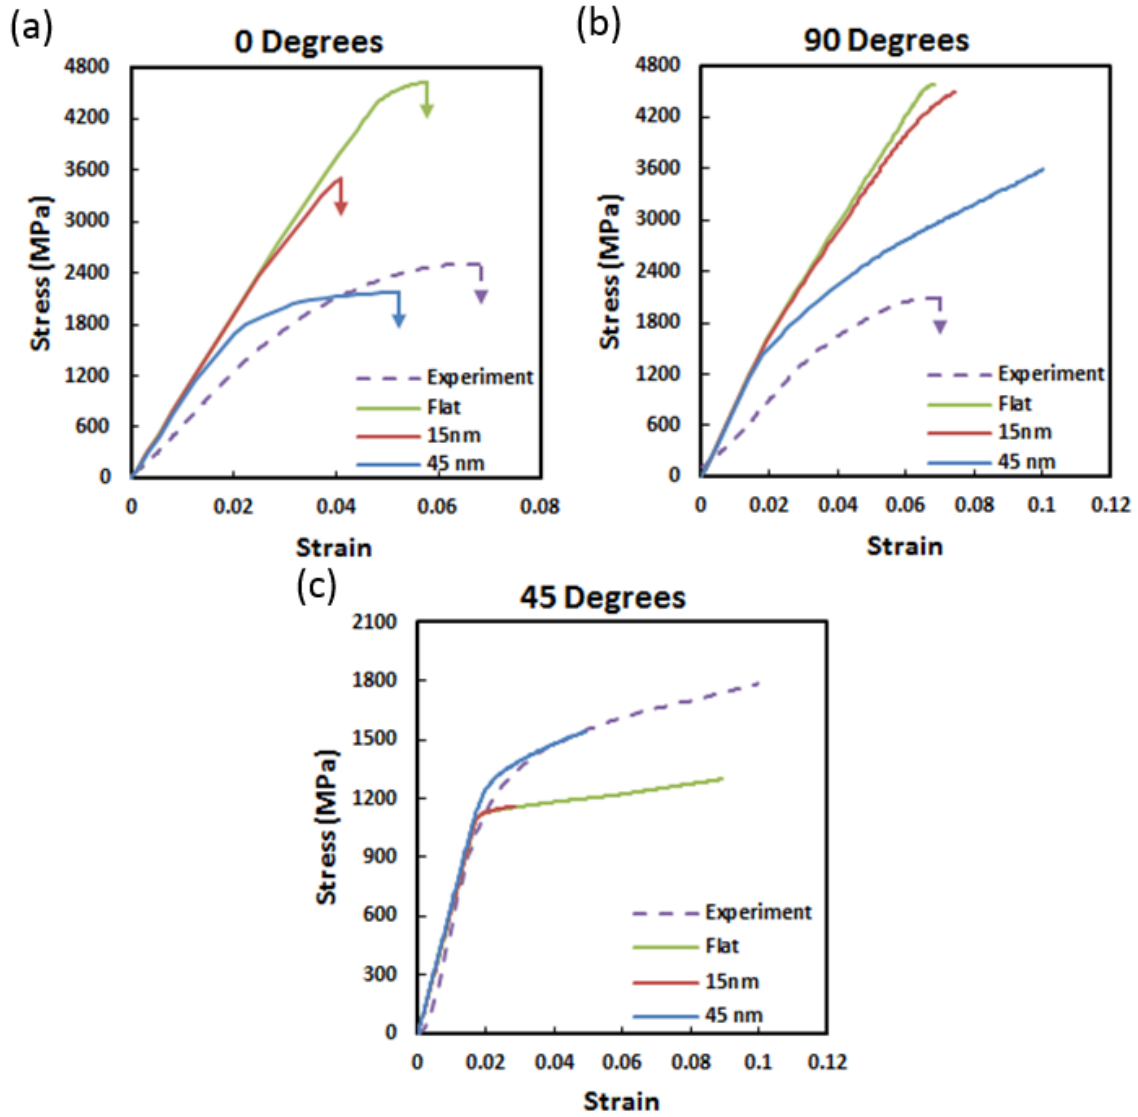 (a)
0 Degrees
4800
4200
3600
3000
2400
1800
1200
600
0
Stress (MPa)
Experiment
Flat
15nm
45 nm
0 0.02 0.04 0.06 0.08
Strain
(b)
90 Degrees
4800
4200
3600
3000
2400
1800
1200
600
0
Stress (MPa)
Experiment
Flat
15nm
45 nm
0 0.02 0.04 0.06 0.08 0.1 0.12
Strain
(c)
45 Degrees
2100
1800
1500
1200
900
600
300
0
Stress (MPa)
Experiment
Flat
15nm
45 nm
0 0.02 0.04 0.06 0.08 0.1 0.12
Strain